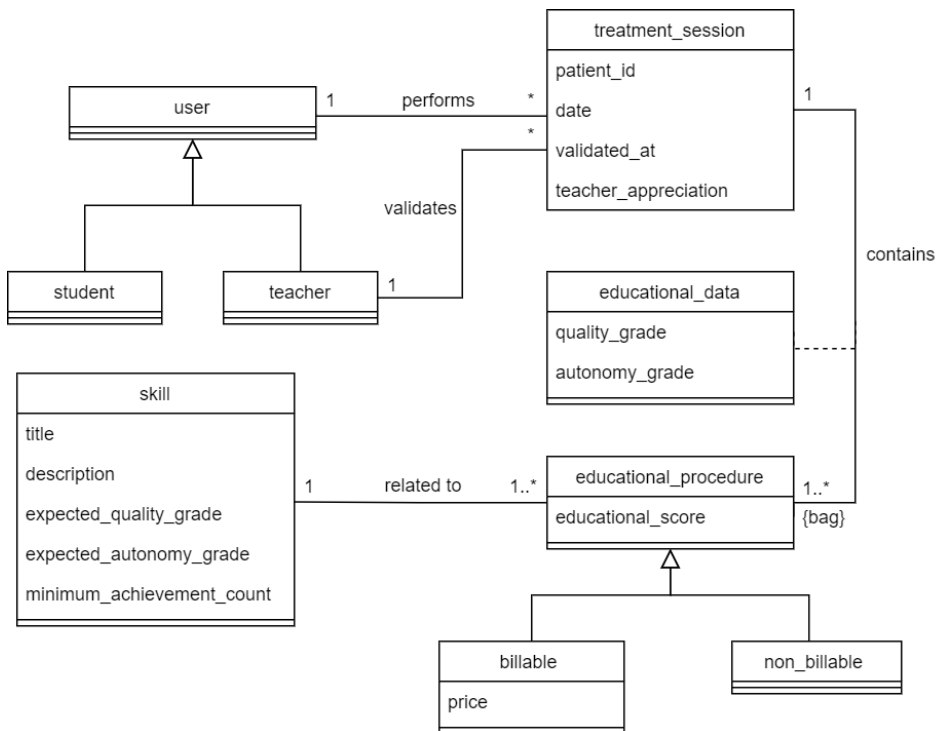 treatment_session
patient_id
date
validated_at
teacher_appreciation
user
1
performs
*
*
1
validates
contains
student
teacher
1
educational_data
quality_grade
autonomy_grade
skill
title
description
expected_quality_grade
expected_autonomy_grade
minimum_achievement_count
1
related to
1..*
educational_procedure
educational_score
1..*
{bag}
billable
price
non_billable